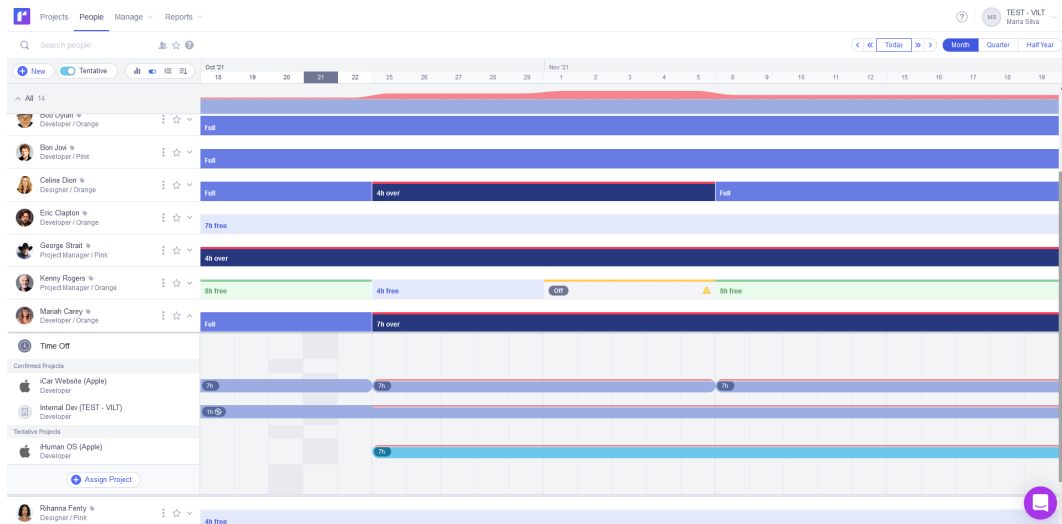 Projects People Manage Reports
MS TEST - VILT
Maria Silva
Search people
Today Month Quarter Half Year
New Tentative
Oct '21 Nov '21
18 19 20 21 22 25 26 27 28 29 1 2 3 4 5 8 9 10 11 12 15 16 17 18 19
All 14
Bob Dylan
Developer / Orange
Full
Bon Jovi
Developer / Pink
Full
Celine Dion
Designer / Orange
Full 4h over Full
Eric Clapton
Developer / Orange
7h free
George Strait
Project Manager / Pink
4h over
Kenny Rogers
Project Manager / Orange
8h free 4h free Off 8h free
Mariah Carey
Developer / Orange
Full 7h over
Time Off
Confirmed Projects
iCar Website (Apple)
Developer
7h 7h 7h
Internal Dev (TEST - VILT)
Developer
1h
Tentative Projects
iHuman OS (Apple)
Developer
7h
Assign Project
Rihanna Fenty
Designer / Pink
4h free